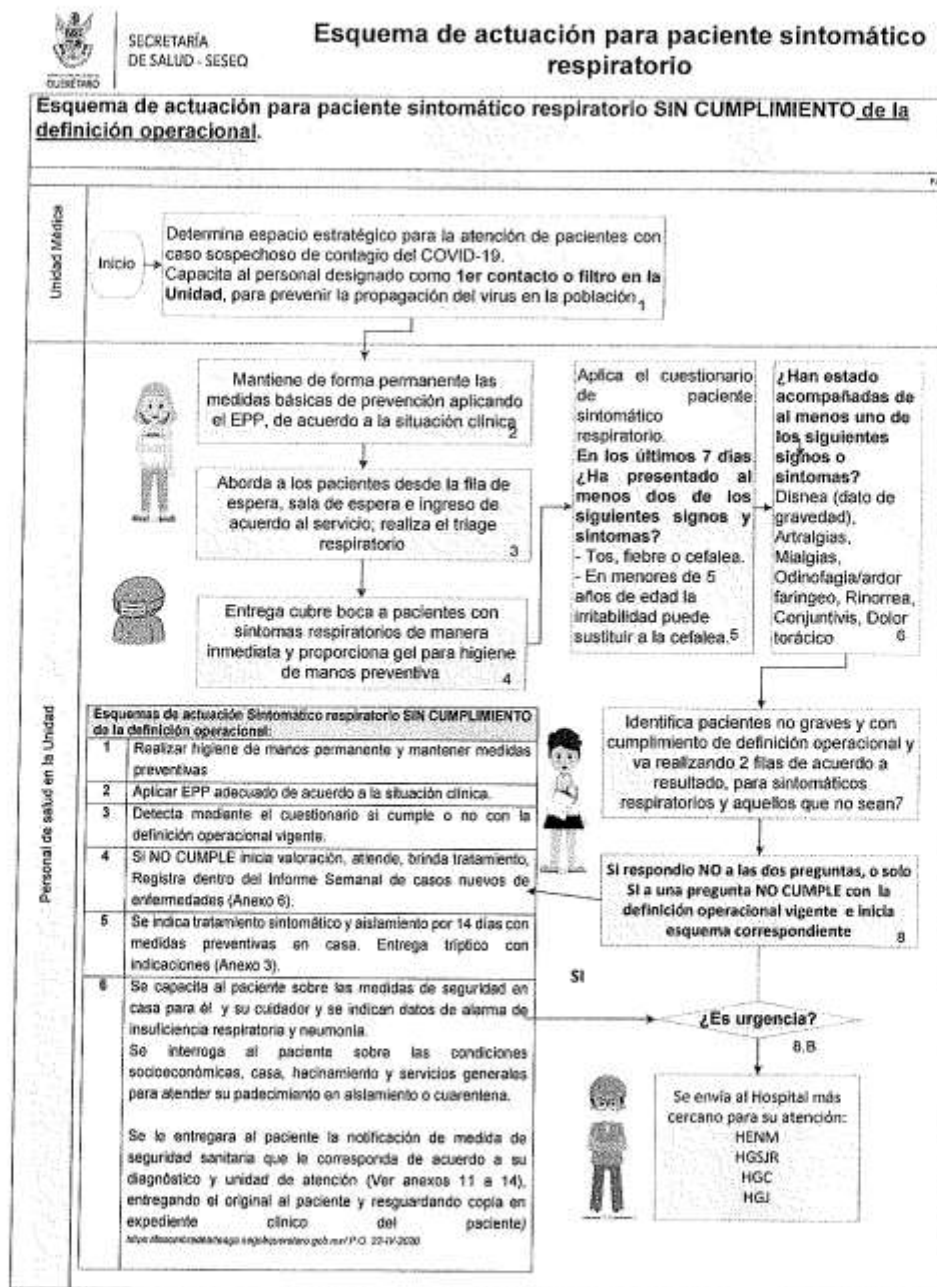 SECRETARÍA
DE SALUD - SESEQ
QUERÉTARO
Esquema de actuación para paciente sintomático
respiratorio
Esquema de actuación para paciente sintomático respiratorio SIN CUMPLIMIENTO de la
definición operacional.
Unidad Médica
Inicio
Determina espacio estratégico para la atención de pacientes con
caso sospechoso de contagio del COVID-19.
Capacita al personal designado como 1er contacto o filtro en la
Unidad, para prevenir la propagación del virus en la población.
1
Personal de salud en la Unidad
Mantiene de forma permanente las
medidas básicas de prevención aplicando
el EPP, de acuerdo a la situación clínica
2
Aborda a los pacientes desde la fila de
espera, sala de espera e ingreso de
acuerdo al servicio; realiza el triage
respiratorio
3
Entrega cubre boca a pacientes con
síntomas respiratorios de manera
inmediata y proporciona gel para higiene
de manos preventiva
4
Aplica el cuestionario
de paciente
sintomático
respiratorio.
En los últimos 7 días
¿Ha presentado al
menos dos de los
siguientes signos y
síntomas?
- Tos, fiebre o cefalea.
- En menores de 5
años de edad la
irritabilidad puede
sustituir a la cefalea.
5
¿Han estado
acompañadas de
al menos uno de
los siguientes
signos o
síntomas?
Disnea (dato de
gravedad),
Artralgias,
Mialgias,
Odinofagia/ardor
faríngeo, Rinorrea,
Conjuntivis, Dolor
torácico
6
Identifica pacientes no graves y con
cumplimiento de definición operacional y
va realizando 2 filas de acuerdo a
resultado, para sintomáticos
respiratorios y aquellos que no sean7
Si respondio NO a las dos preguntas, o solo
SI a una pregunta NO CUMPLE con la
definición operacional vigente e inicia
esquema correspondiente
8
SI
¿Es urgencia?
8.B
Se envía al Hospital más
cercano para su atención:
HENM
HGSJR
HGC
HGJ
Esquemas de actuación Sintomático respiratorio SIN CUMPLIMIENTO
de la definición operacional:
1 Realizar higiene de manos permanente y mantener medidas
preventivas
2 Aplicar EPP adecuado de acuerdo a la situación clínica.
3 Detecta mediante el cuestionario si cumple o no con la
definición operacional vigente.
4 Si NO CUMPLE inicia valoración, atiende, brinda tratamiento,
Registra dentro del Informe Semanal de casos nuevos de
enfermedades (Anexo 6).
5 Se indica tratamiento sintomático y aislamiento por 14 días con
medidas preventivas en casa. Entrega tríptico con
indicaciones (Anexo 3).
6 Se capacita al paciente sobre las medidas de seguridad en
casa para él y su cuidador y se indican datos de alarma de
insuficiencia respiratoria y neumonía.
Se interroga al paciente sobre las condiciones
socioeconómicas, casa, hacinamiento y servicios generales
para atender su padecimiento en aislamiento o cuarentena.
Se le entregara al paciente la notificación de medida de
seguridad sanitaria que le corresponda de acuerdo a su
diagnóstico y unidad de atención (Ver anexos 11 a 14),
entregando el original al paciente y resguardando copia en
expediente clínico del paciente)
P.O. 22-IV-2020